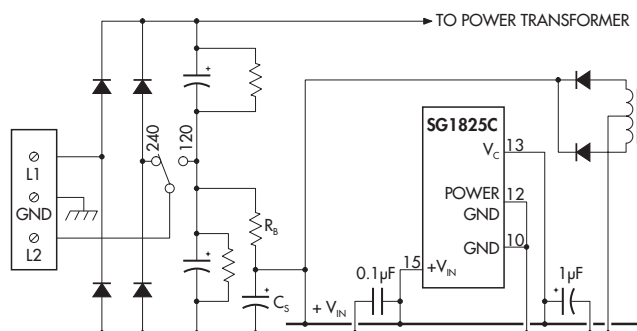 TO POWER TRANSFORMER
240
120
L1
GND
L2
+
+
+
R_B
C_S
+ V_IN
SG1825C
V_C 13
POWER GND 12
GND 10
15 +V_IN
0.1µF
+ 1µF